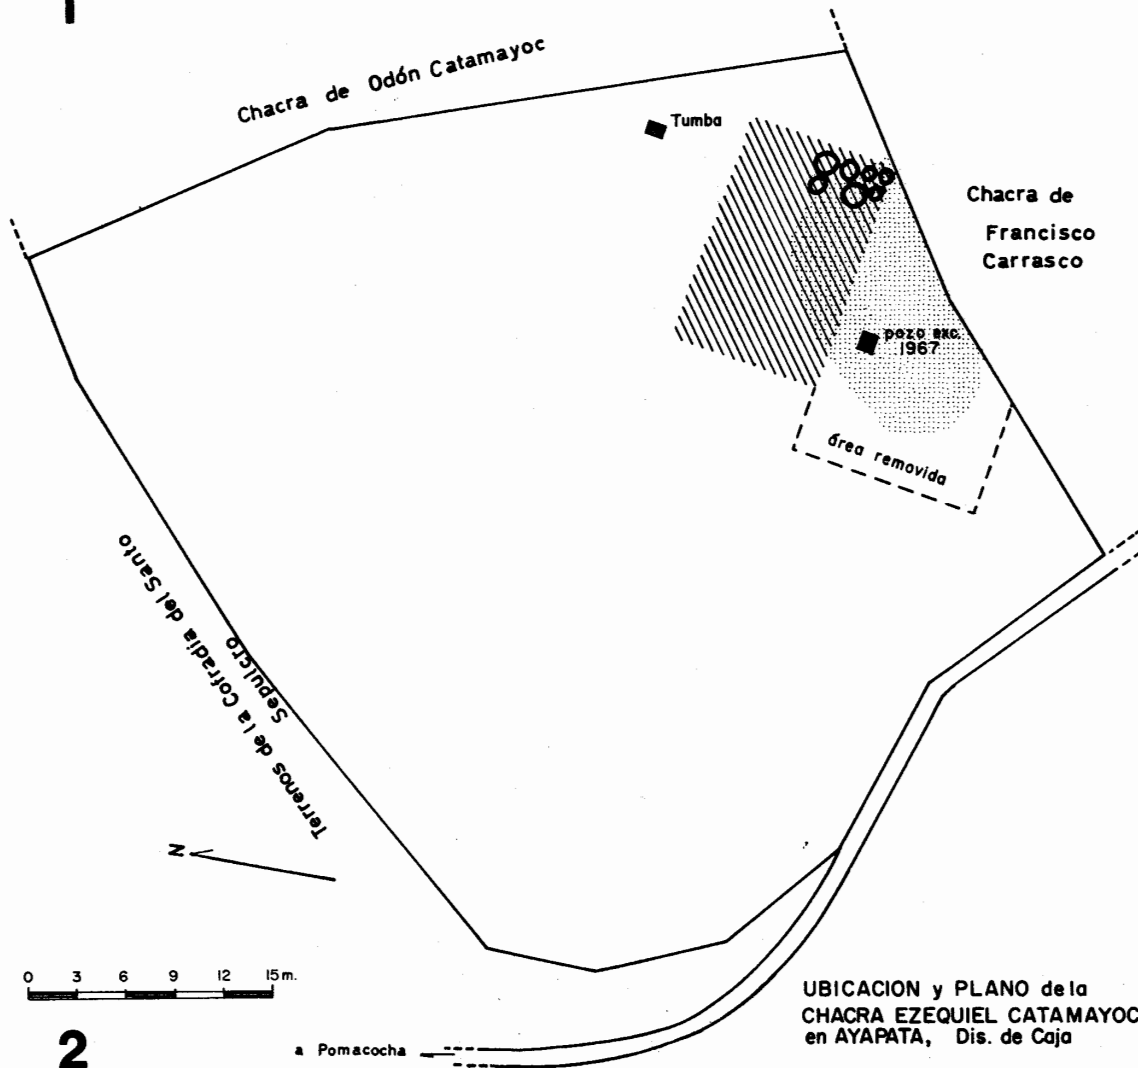 1
Chacra de Odón Catamayoc
Tumba
Chacra de
Francisco
Carrasco
pozo exc.
1967
área removida
Terrenos de la Cofradía del Santo
Sepulcro
N
0 3 6 9 12 15 m.
UBICACION y PLANO de la
CHACRA EZEQUIEL CATAMAYOC
en AYAPATA, Dis. de Caja
2
a Pomacocha